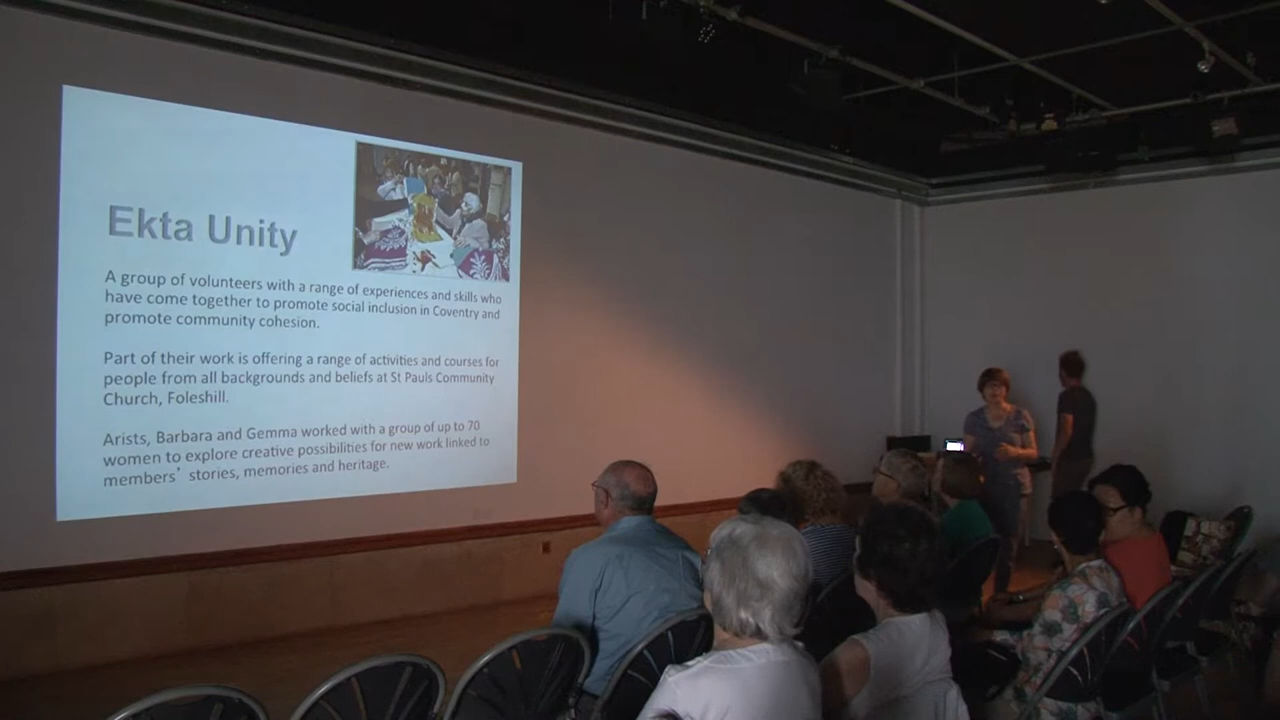 Ekta Unity
A group of volunteers with a range of experiences and skills who
have come together to promote social inclusion in Coventry and
promote community cohesion.
Part of their work is offering a range of activities and courses for
people from all backgrounds and beliefs at St Pauls Community
Church, Foleshill.
Arists, Barbara and Gemma worked with a group of up to 70
women to explore creative possibilities for new work linked to
members’ stories, memories and heritage.